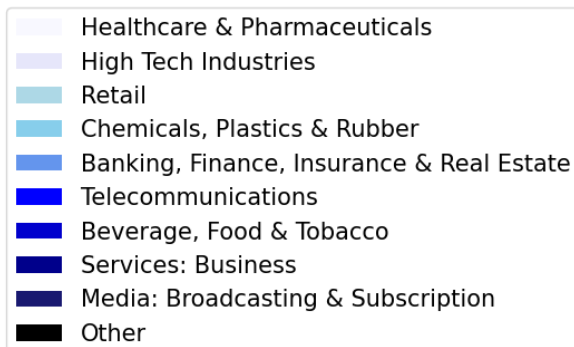 Healthcare & Pharmaceuticals
High Tech Industries
Retail
Chemicals, Plastics & Rubber
Banking, Finance, Insurance & Real Estate
Telecommunications
Beverage, Food & Tobacco
Services: Business
Media: Broadcasting & Subscription
Other